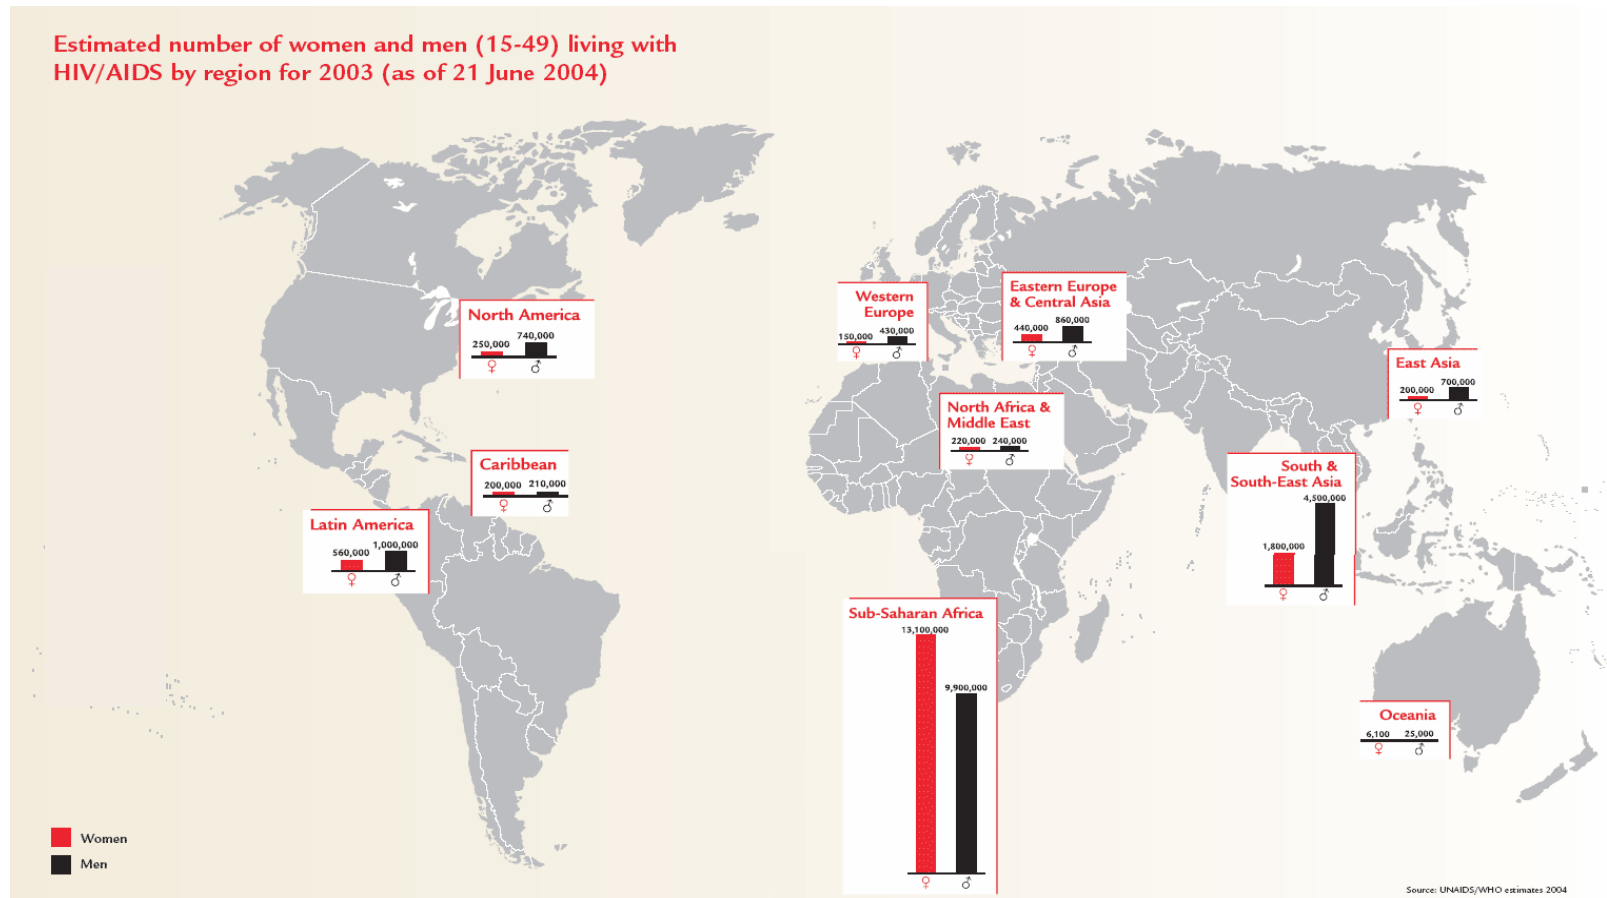 Estimated number of women and men (15-49) living with
HIV/AIDS by region for 2003 (as of 21 June 2004)
North America
250,000
740,000
♀
♂
Western
Europe
150,000
430,000
♀
♂
Eastern Europe
& Central Asia
440,000
860,000
♀
♂
East Asia
200,000
700,000
♀
♂
North Africa &
Middle East
220,000
240,000
♀
♂
Caribbean
200,000
210,000
♀
♂
South &
South-East Asia
4,500,000
1,800,000
♀
♂
Latin America
560,000
1,000,000
♀
♂
Sub-Saharan Africa
13,100,000
9,900,000
♀
♂
Oceania
6,100
25,000
♀
♂
Women
Men
Source: UNAIDS/WHO estimates 2004